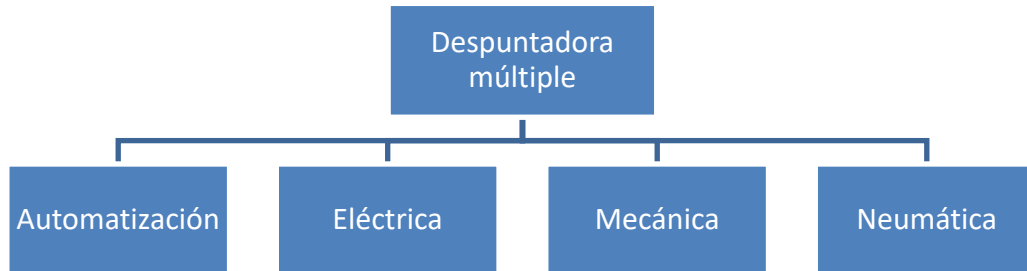 Despuntadora
múltiple
Automatización
Eléctrica
Mecánica
Neumática